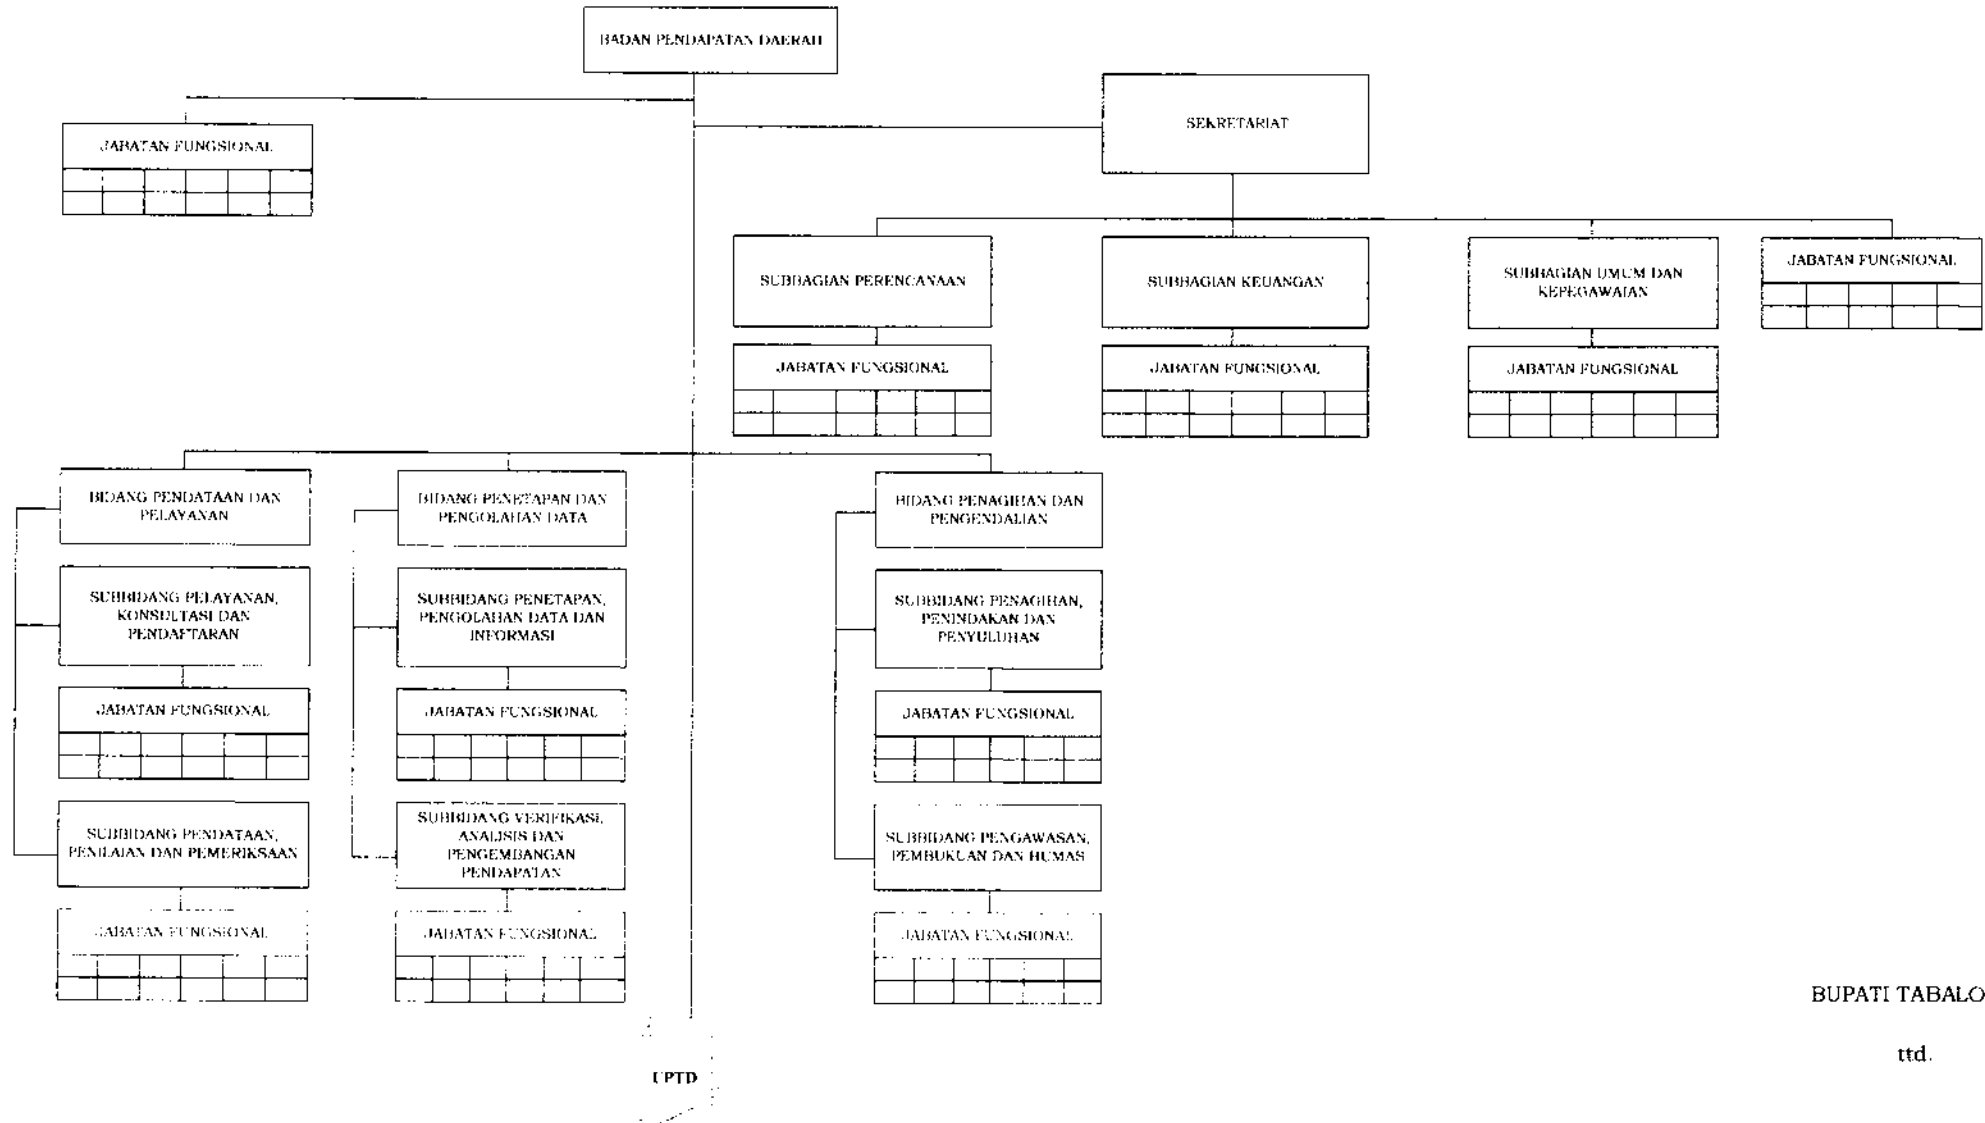 BADAN PENDAPATAN DAERAH
SEKRETARIAT
JABATAN FUNGSIONAL
SUBBAGIAN PERENCANAAN
SUBBAGIAN KEUANGAN
SUBBAGIAN UMUM DAN
KEPEGAWAIAN
JABATAN FUNGSIONAL
JABATAN FUNGSIONAL
JABATAN FUNGSIONAL
JABATAN FUNGSIONAL
BIDANG PENDATAAN DAN
PELAYANAN
BIDANG PENETAPAN DAN
PENGOLAHAN DATA
BIDANG PENAGIHAN DAN
PENGENDALIAN
SUBBIDANG PELAYANAN,
KONSULTASI DAN
PENDAFTARAN
SUBBIDANG PENETAPAN,
PENGOLAHAN DATA DAN
INFORMASI
SUBBIDANG PENAGIHAN,
PENINDAKAN DAN
PENYULUHAN
JABATAN FUNGSIONAL
JABATAN FUNGSIONAL
JABATAN FUNGSIONAL
SUBBIDANG PENDATAAN,
PENILAIAN DAN PEMERIKSAAN
SUBBIDANG VERIFIKASI,
ANALISIS DAN
PENGEMBANGAN
PENDAPATAN
SUBBIDANG PENGAWASAN,
PEMBUKUAN DAN HUMAS
JABATAN FUNGSIONAL
JABATAN FUNGSIONAL
JABATAN FUNGSIONAL
UPTD
BUPATI TABALO
ttd.